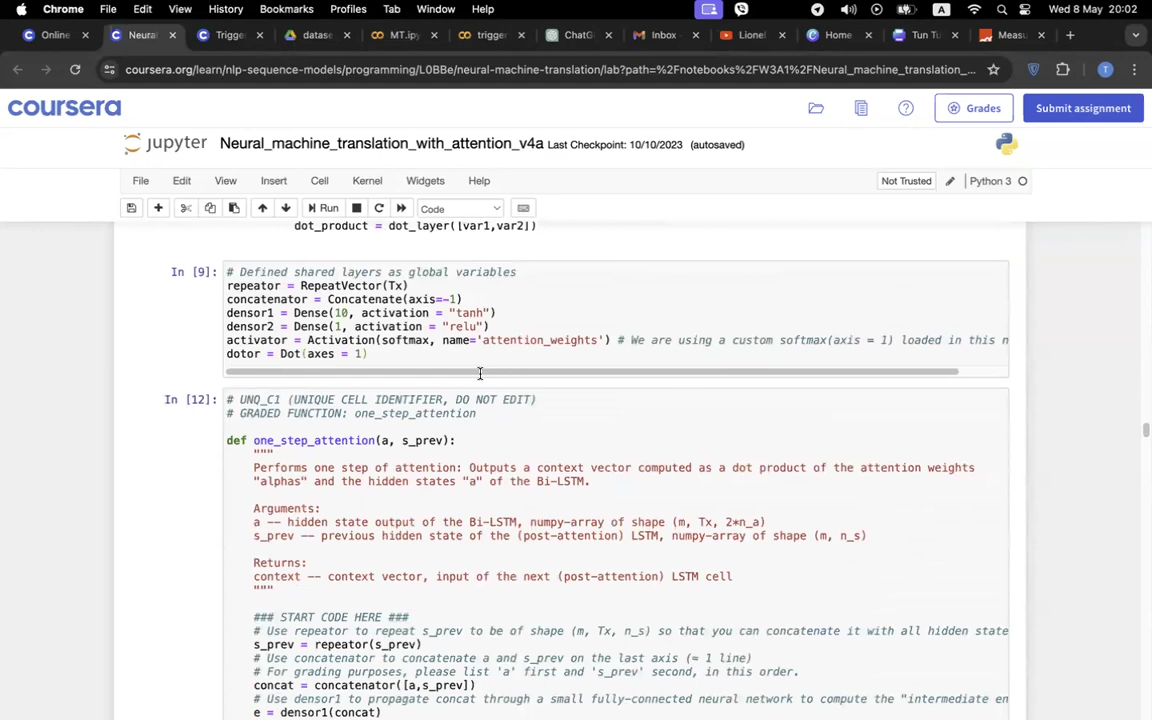 Chrome File Edit View History Bookmarks Profiles Tab Window Help A Wed 8 May 20:02
Online Neural Trigge datase MT.ipy trigger ChatG Inbox Lionel Home Tun Tu Measu
coursera.org/learn/nlp-sequence-models/programming/L0BBe/neural-machine-translation/lab?path=%2Fnotebooks%2FW3A1%2FNeural_machine_translation_... T
coursera Grades Submit assignment
jupyter Neural_machine_translation_with_attention_v4a Last Checkpoint: 10/10/2023 (autosaved)
File Edit View Insert Cell Kernel Widgets Help Not Trusted Python 3
Run Code
dot_product = dot_layer([var1,var2])
In [9]: # Defined shared layers as global variables
repeator = RepeatVector(Tx)
concatenator = Concatenate(axis=-1)
densor1 = Dense(10, activation = "tanh")
densor2 = Dense(1, activation = "relu")
activator = Activation(softmax, name='attention_weights') # We are using a custom softmax(axis = 1) loaded in this n
dotor = Dot(axes = 1)
In [12]: # UNQ_C1 (UNIQUE CELL IDENTIFIER, DO NOT EDIT)
# GRADED FUNCTION: one_step_attention
def one_step_attention(a, s_prev):
"""
Performs one step of attention: Outputs a context vector computed as a dot product of the attention weights
"alphas" and the hidden states "a" of the Bi-LSTM.
Arguments:
a -- hidden state output of the Bi-LSTM, numpy-array of shape (m, Tx, 2*n_a)
s_prev -- previous hidden state of the (post-attention) LSTM, numpy-array of shape (m, n_s)
Returns:
context -- context vector, input of the next (post-attention) LSTM cell
"""
### START CODE HERE ###
# Use repeator to repeat s_prev to be of shape (m, Tx, n_s) so that you can concatenate it with all hidden state
s_prev = repeator(s_prev)
# Use concatenator to concatenate a and s_prev on the last axis (≈ 1 line)
# For grading purposes, please list 'a' first and 's_prev' second, in this order.
concat = concatenator([a,s_prev])
# Use densor1 to propagate concat through a small fully-connected neural network to compute the "intermediate en
e = densor1(concat)